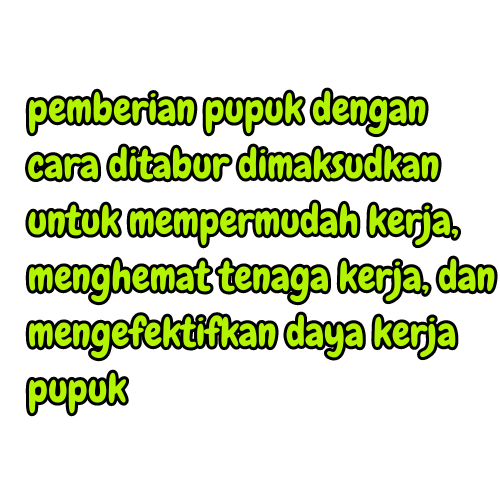 pemberian pupuk dengan
cara ditabur dimaksudkan
untuk mempermudah kerja,
menghemat tenaga kerja, dan
mengefektifkan daya kerja
pupuk